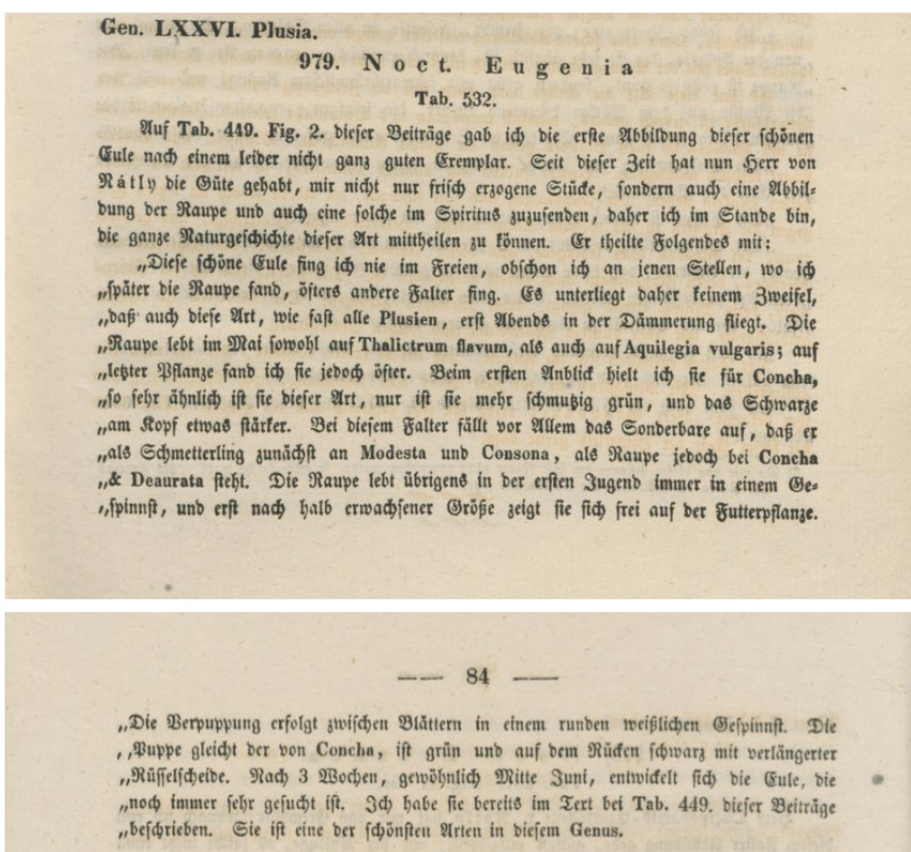 Gen. LXXVI. Plusia.
979. Noct. Eugenia
Tab. 532.
Auf Tab. 449. Fig. 2. dieser Beiträge gab ich die erste Abbildung dieser schönen
Eule nach einem leider nicht ganz guten Exemplar. Seit dieser Zeit hat nun Herr von
Nátly die Güte gehabt, mir nicht nur frisch erzogene Stücke, sondern auch eine Abbil-
dung der Raupe und auch eine solche im Spiritus zuzusenden, daher ich im Stande bin,
die ganze Naturgeschichte dieser Art mittheilen zu können. Er theilte Folgendes mit:
„Diese schöne Eule fing ich nie im Freien, obschon ich an jenen Stellen, wo ich
„später die Raupe fand, öfters andere Falter fing. Es unterliegt daher keinem Zweifel,
„daß auch diese Art, wie fast alle Plusien, erst Abends in der Dämmerung fliegt. Die
„Raupe lebt im Mai sowohl auf Thalictrum flavum, als auch auf Aquilegia vulgaris; auf
„letzter Pflanze fand ich sie jedoch öfter. Beim ersten Anblick hielt ich sie für Concha,
„so sehr ähnlich ist sie dieser Art, nur ist sie mehr schmutzig grün, und das Schwarze
„am Kopf etwas stärker. Bei diesem Falter fällt vor Allem das Sonderbare auf, daß er
„als Schmetterling zunächst an Modesta und Consona, als Raupe jedoch bei Concha
„& Deaurata steht. Die Raupe lebt übrigens in der ersten Jugend immer in einem Ge-
„spinnst, und erst nach halb erwachsener Größe zeigt sie sich frei auf der Futterpflanze.
—— 84 ——
„Die Verpuppung erfolgt zwischen Blättern in einem runden weißlichen Gespinnst. Die
„Puppe gleicht der von Concha, ist grün und auf dem Rücken schwarz mit verlängerter
„Rüsselscheide. Nach 3 Wochen, gewöhnlich Mitte Juni, entwickelt sich die Eule, die
„noch immer sehr gesucht ist. Ich habe sie bereits im Text bei Tab. 449. dieser Beiträge
„beschrieben. Sie ist eine der schönsten Arten in diesem Genus.